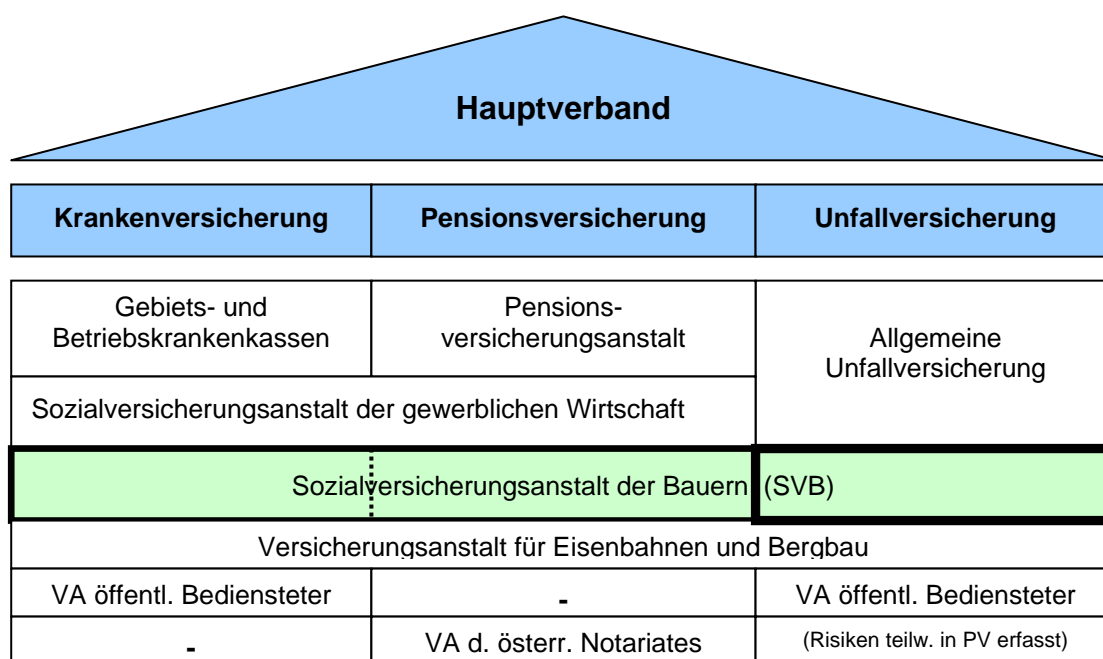 Hauptverband
Krankenversicherung Pensionsversicherung Unfallversicherung
Gebiets- und
Betriebskrankenkassen
Pensions-
versicherungsanstalt
Allgemeine
Unfallversicherung
Sozialversicherungsanstalt der gewerblichen Wirtschaft
Sozialversicherungsanstalt der Bauern (SVB)
Versicherungsanstalt für Eisenbahnen und Bergbau
VA öffentl. Bediensteter - VA öffentl. Bediensteter
- VA d. österr. Notariates (Risiken teilw. in PV erfasst)